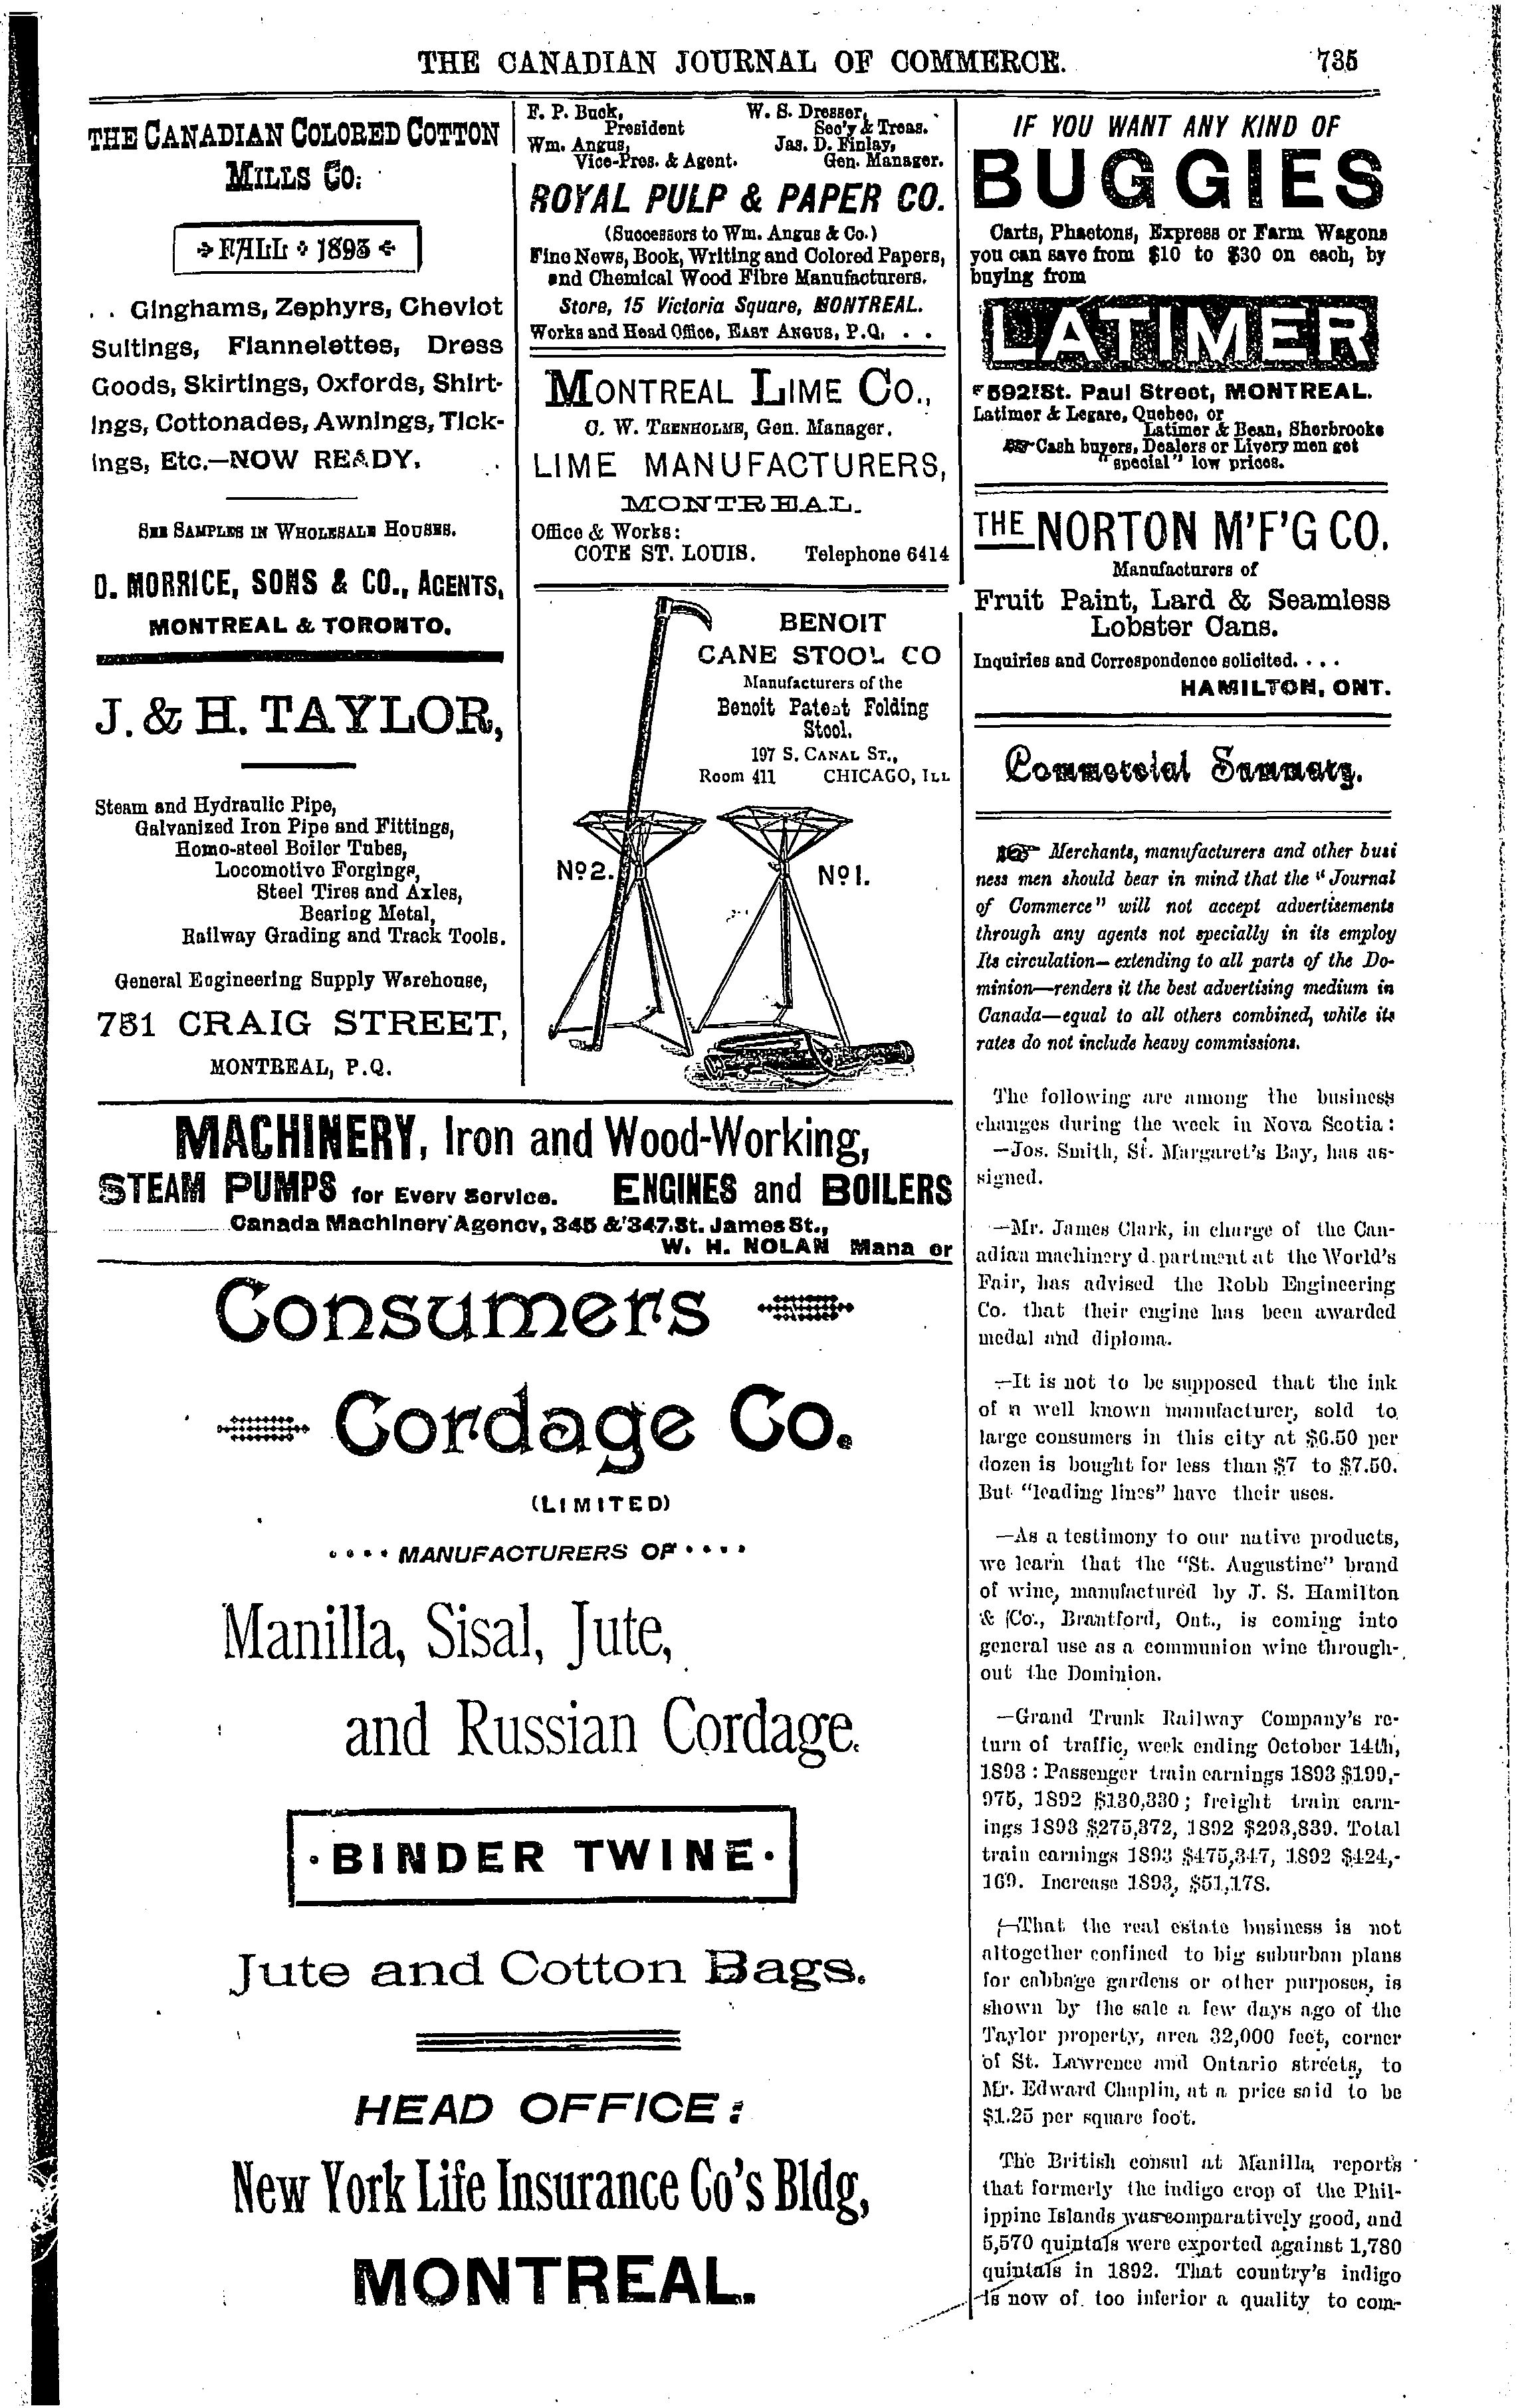 THE CANADIAN JOURNAL OF COMMERCE. 735
THE CANADIAN COLORED COTTON
MILLS CO.
FALL 1893
. . Ginghams, Zephyrs, Cheviot
Suitings, Flannelettes, Dress
Goods, Skirtings, Oxfords, Shirt-
ings, Cottonades, Awnings, Tick-
ings, Etc.—NOW READY.
SEE SAMPLES IN WHOLESALE HOUSES.
D. MORRICE, SONS & CO., AGENTS,
MONTREAL & TORONTO.
J. & H. TAYLOR,
Steam and Hydraulic Pipe,
Galvanized Iron Pipe and Fittings,
Homo-steel Boiler Tubes,
Locomotive Forgings,
Steel Tires and Axles,
Bearing Metal,
Railway Grading and Track Tools.
General Engineering Supply Warehouse,
751 CRAIG STREET,
MONTREAL, P.Q.
F. P. Buck, W. S. Dresser,
President Sec'y & Treas.
Wm. Angus, Jas. D. Finlay,
Vice-Pres. & Agent. Gen. Manager.
ROYAL PULP & PAPER CO.
(Successors to Wm. Angus & Co.)
Fine News, Book, Writing and Colored Papers,
and Chemical Wood Fibre Manufacturers.
Store, 15 Victoria Square, MONTREAL.
Works and Head Office, EAST ANGUS, P.Q. . .
MONTREAL LIME CO.,
C. W. TRENHOLME, Gen. Manager.
LIME MANUFACTURERS,
MONTREAL.
Office & Works:
COTE ST. LOUIS. Telephone 6414
BENOIT
CANE STOOL CO
Manufacturers of the
Benoit Patent Folding
Stool.
197 S. CANAL ST.,
Room 411 CHICAGO, ILL
No 2.
No 1.
MACHINERY, Iron and Wood-Working,
STEAM PUMPS for Every Service. ENGINES and BOILERS
Canada Machinery Agency, 345 & 347 St. James St.,
W. H. NOLAN Mana er
Consumers
Cordage Co.
(LIMITED)
MANUFACTURERS OF
Manilla, Sisal, Jute,
and Russian Cordage.
BINDER TWINE
Jute and Cotton Bags.
HEAD OFFICE:
New York Life Insurance Co's Bldg,
MONTREAL.
IF YOU WANT ANY KIND OF
BUGGIES
Carts, Phaetons, Express or Farm Wagons
you can save from $10 to $30 on each, by
buying from
LATIMER
592 St. Paul Street, MONTREAL.
Latimer & Legare, Quebec, or
Latimer & Bean, Sherbrooke
Cash buyers, Dealers or Livery men get
"special" low prices.
THE NORTON M'F'G CO.
Manufacturers of
Fruit Paint, Lard & Seamless
Lobster Cans.
Inquiries and Correspondence solicited. . . .
HAMILTON, ONT.
Commercial Summary.
Merchants, manufacturers and other busi
ness men should bear in mind that the "Journal
of Commerce" will not accept advertisements
through any agents not specially in its employ
Its circulation—extending to all parts of the Do-
minion—renders it the best advertising medium in
Canada—equal to all others combined, while its
rates do not include heavy commissions.
The following are among the business
changes during the week in Nova Scotia:
—Jos. Smith, St. Margaret's Bay, has as-
signed.
—Mr. James Clark, in charge of the Can-
adian machinery d.partment at the World's
Fair, has advised the Robb Engineering
Co. that their engine has been awarded
medal and diploma.
—It is not to be supposed that the ink
of a well known manufacturer, sold to
large consumers in this city at $6.50 per
dozen is bought for less than $7 to $7.50.
But "leading lines" have their uses.
—As a testimony to our native products,
we learn that the "St. Augustine" brand
of wine, manufactured by J. S. Hamilton
& Co., Brantford, Ont., is coming into
general use as a communion wine through-
out the Dominion.
—Grand Trunk Railway Company's re-
turn of traffic, week ending October 14th,
1893: Passenger train earnings 1893 $199,-
975, 1892 $130,330; freight train earn-
ings 1893 $275,372, 1892 $293,839. Total
train earnings 1893 $475,347, 1892 $424,-
169. Increase 1893, $51,178.
—That the real estate business is not
altogether confined to big suburban plans
for cabbage gardens or other purposes, is
shown by the sale a few days ago of the
Taylor property, area 32,000 feet, corner
of St. Lawrence and Ontario streets, to
Mr. Edward Chaplin, at a price said to be
$1.25 per square foot.
The British consul at Manilla, reports
that formerly the indigo crop of the Phil-
ippine Islands was comparatively good, and
5,570 quintals were exported against 1,780
quintals in 1892. That country's indigo
is now of too inferior a quality to com-